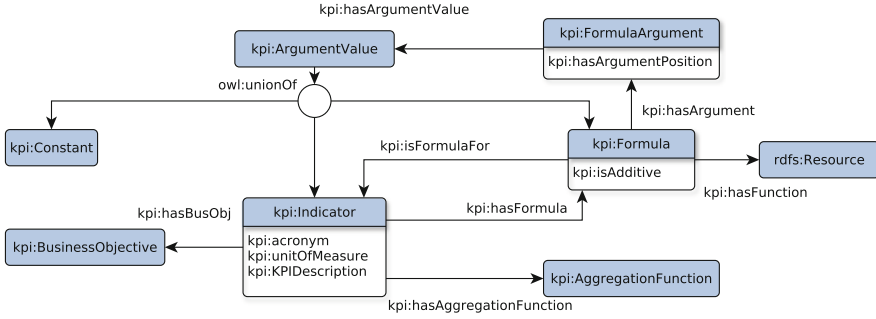 kpi:hasArgumentValue
kpi:FormulaArgument
kpi:ArgumentValue
kpi:hasArgumentPosition
owl:unionOf
kpi:hasArgument
kpi:Constant
kpi:isFormulaFor
kpi:Formula
rdfs:Resource
kpi:isAdditive
kpi:hasFunction
kpi:hasBusObj
kpi:Indicator
kpi:hasFormula
kpi:acronym
kpi:BusinessObjective
kpi:unitOfMeasure
kpi:KPIDescription
kpi:AggregationFunction
kpi:hasAggregationFunction